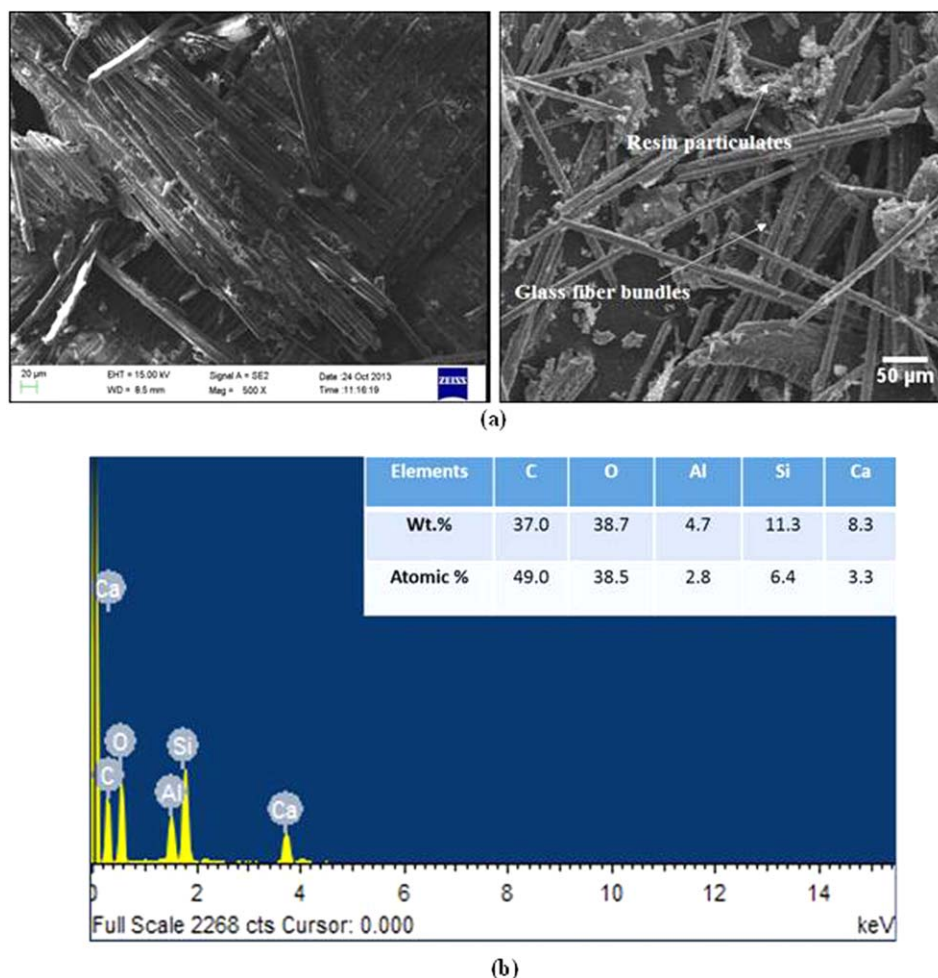 Resin particulates
Glass fiber bundles
20 µm
EHT = 15.00 kV
Signal A = SE2
Date :24 Oct 2013
WD = 8.5 mm
Mag = 500 X
Time :11:16:19
ZEISS
50 µm
(a)
Elements C O Al Si Ca
Wt.% 37.0 38.7 4.7 11.3 8.3
Atomic % 49.0 38.5 2.8 6.4 3.3
Ca
O
Si
C
Al
Ca
0 2 4 6 8 10 12 14
Full Scale 2268 cts Cursor: 0.000 keV
(b)